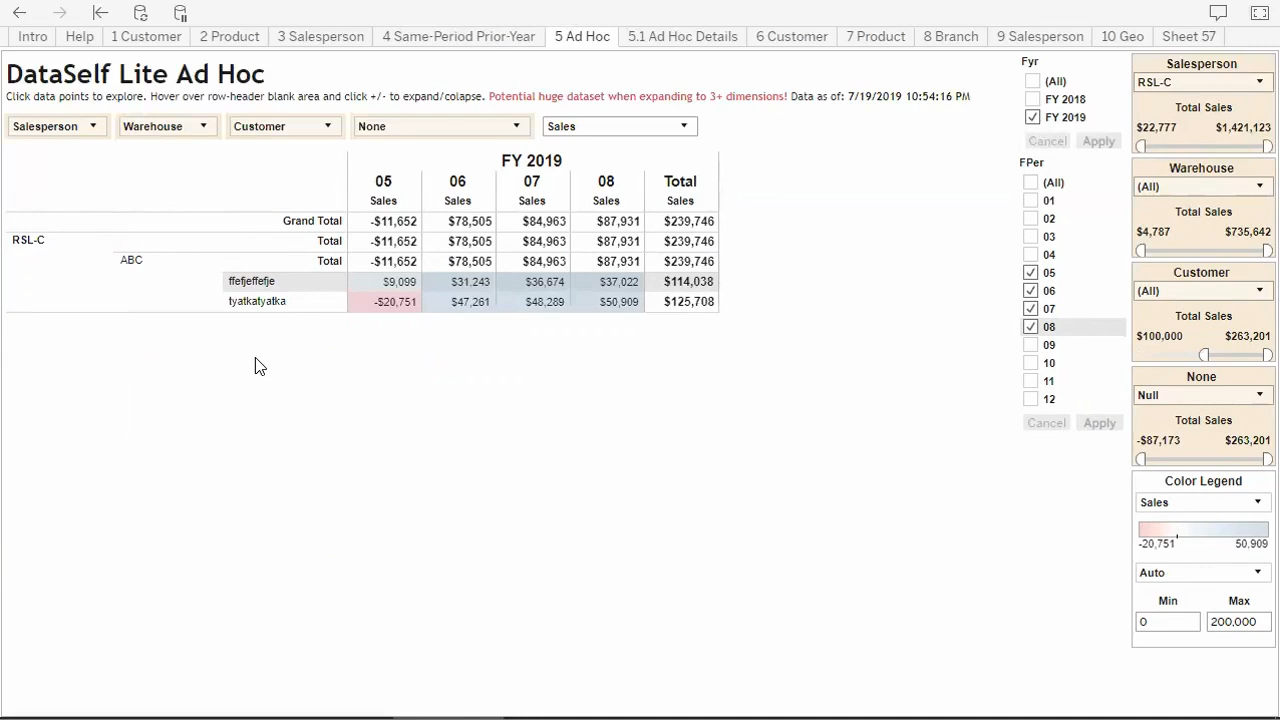 Intro Help 1 Customer 2 Product 3 Salesperson 4 Same-Period Prior-Year 5 Ad Hoc 5.1 Ad Hoc Details 6 Customer 7 Product 8 Branch 9 Salesperson 10 Geo Sheet 57
DataSelf Lite Ad Hoc
Click data points to explore. Hover over row-header blank area and click +/- to expand/colapse. Potential huge dataset when expanding to 3+ dimensions! Data as of: 7/19/2019 10:54:16 PM
Salesperson Warehouse Customer None Sales
FY 2019
05 06 07 08 Total
Sales Sales Sales Sales Sales
Grand Total -$11,652 $78,505 $84,963 $87,931 $239,746
RSL-C Total -$11,652 $78,505 $84,963 $87,931 $239,746
ABC Total -$11,652 $78,505 $84,963 $87,931 $239,746
ffefjeffefje $9,099 $31,243 $36,674 $37,022 $114,038
tyatkatyatka -$20,751 $47,261 $48,289 $50,909 $125,708
Fyr
(All)
FY 2018
FY 2019
Cancel Apply
FPer
(All)
01
02
03
04
05
06
07
08
09
10
11
12
Cancel Apply
Salesperson
RSL-C
Total Sales
$22,777 $1,421,123
Warehouse
(All)
Total Sales
$4,787 $735,642
Customer
(All)
Total Sales
$100,000 $263,201
None
Null
Total Sales
-$87,173 $263,201
Color Legend
Sales
-20,751 50,909
Auto
Min Max
0 200,000